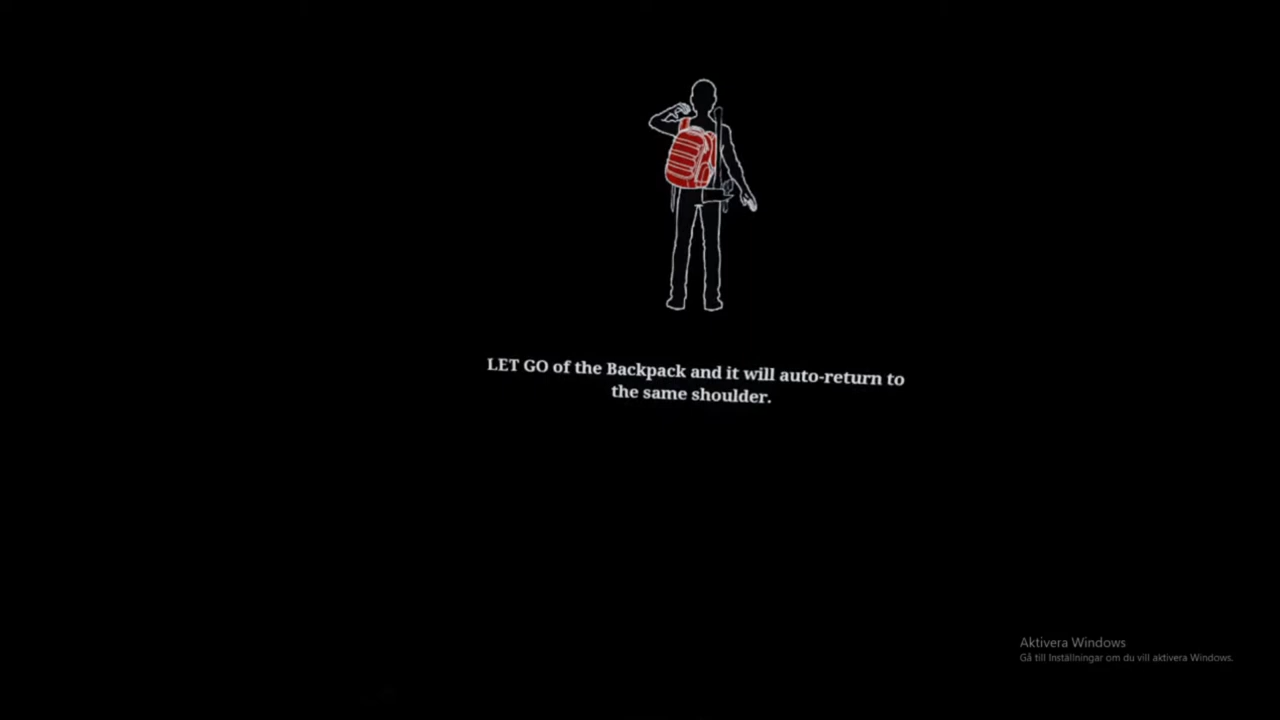 LET GO of the Backpack and it will auto-return to
the same shoulder.
Aktivera Windows
Gå till Inställningar om du vill aktivera Windows.